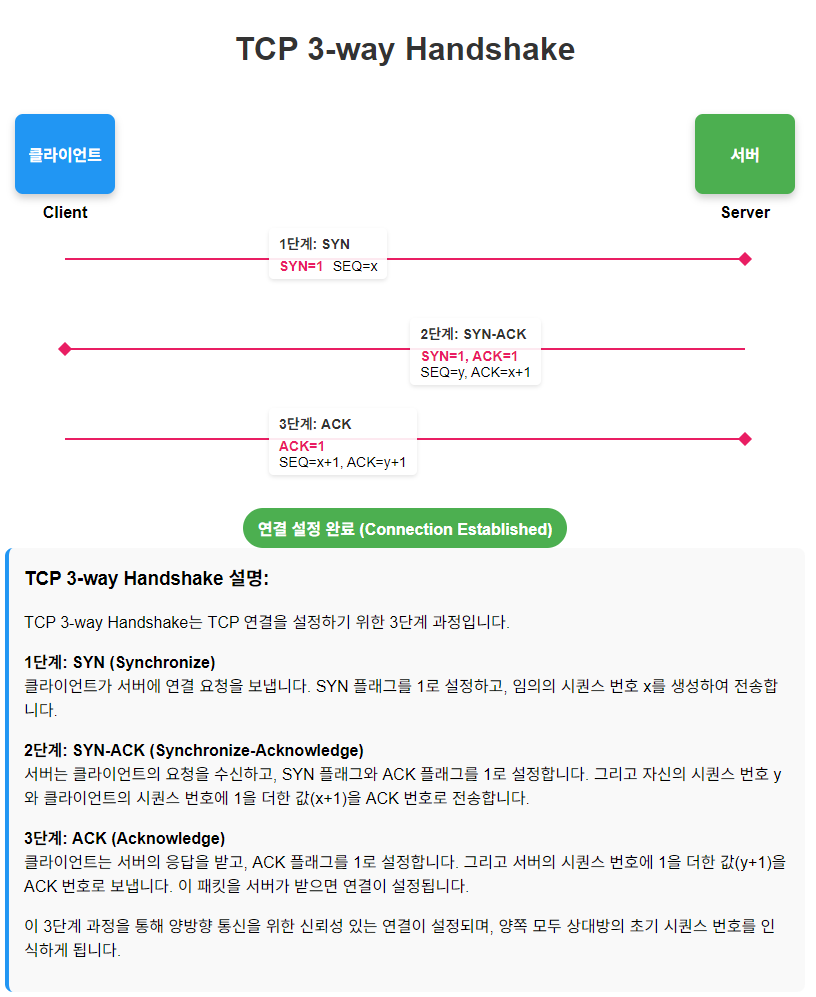 TCP 3-way Handshake
클라이언트
서버
Client
Server
1단계: SYN
SYN=1 SEQ=x
2단계: SYN-ACK
SYN=1, ACK=1
SEQ=y, ACK=x+1
3단계: ACK
ACK=1
SEQ=x+1, ACK=y+1
연결 설정 완료 (Connection Established)
TCP 3-way Handshake 설명:
TCP 3-way Handshake는 TCP 연결을 설정하기 위한 3단계 과정입니다.
1단계: SYN (Synchronize)
클라이언트가 서버에 연결 요청을 보냅니다. SYN 플래그를 1로 설정하고, 임의의 시퀀스 번호 x를 생성하여 전송합
니다.
2단계: SYN-ACK (Synchronize-Acknowledge)
서버는 클라이언트의 요청을 수신하고, SYN 플래그와 ACK 플래그를 1로 설정합니다. 그리고 자신의 시퀀스 번호 y
와 클라이언트의 시퀀스 번호에 1을 더한 값(x+1)을 ACK 번호로 전송합니다.
3단계: ACK (Acknowledge)
클라이언트는 서버의 응답을 받고, ACK 플래그를 1로 설정합니다. 그리고 서버의 시퀀스 번호에 1을 더한 값(y+1)을
ACK 번호로 보냅니다. 이 패킷을 서버가 받으면 연결이 설정됩니다.
이 3단계 과정을 통해 양방향 통신을 위한 신뢰성 있는 연결이 설정되며, 양쪽 모두 상대방의 초기 시퀀스 번호를 인
식하게 됩니다.